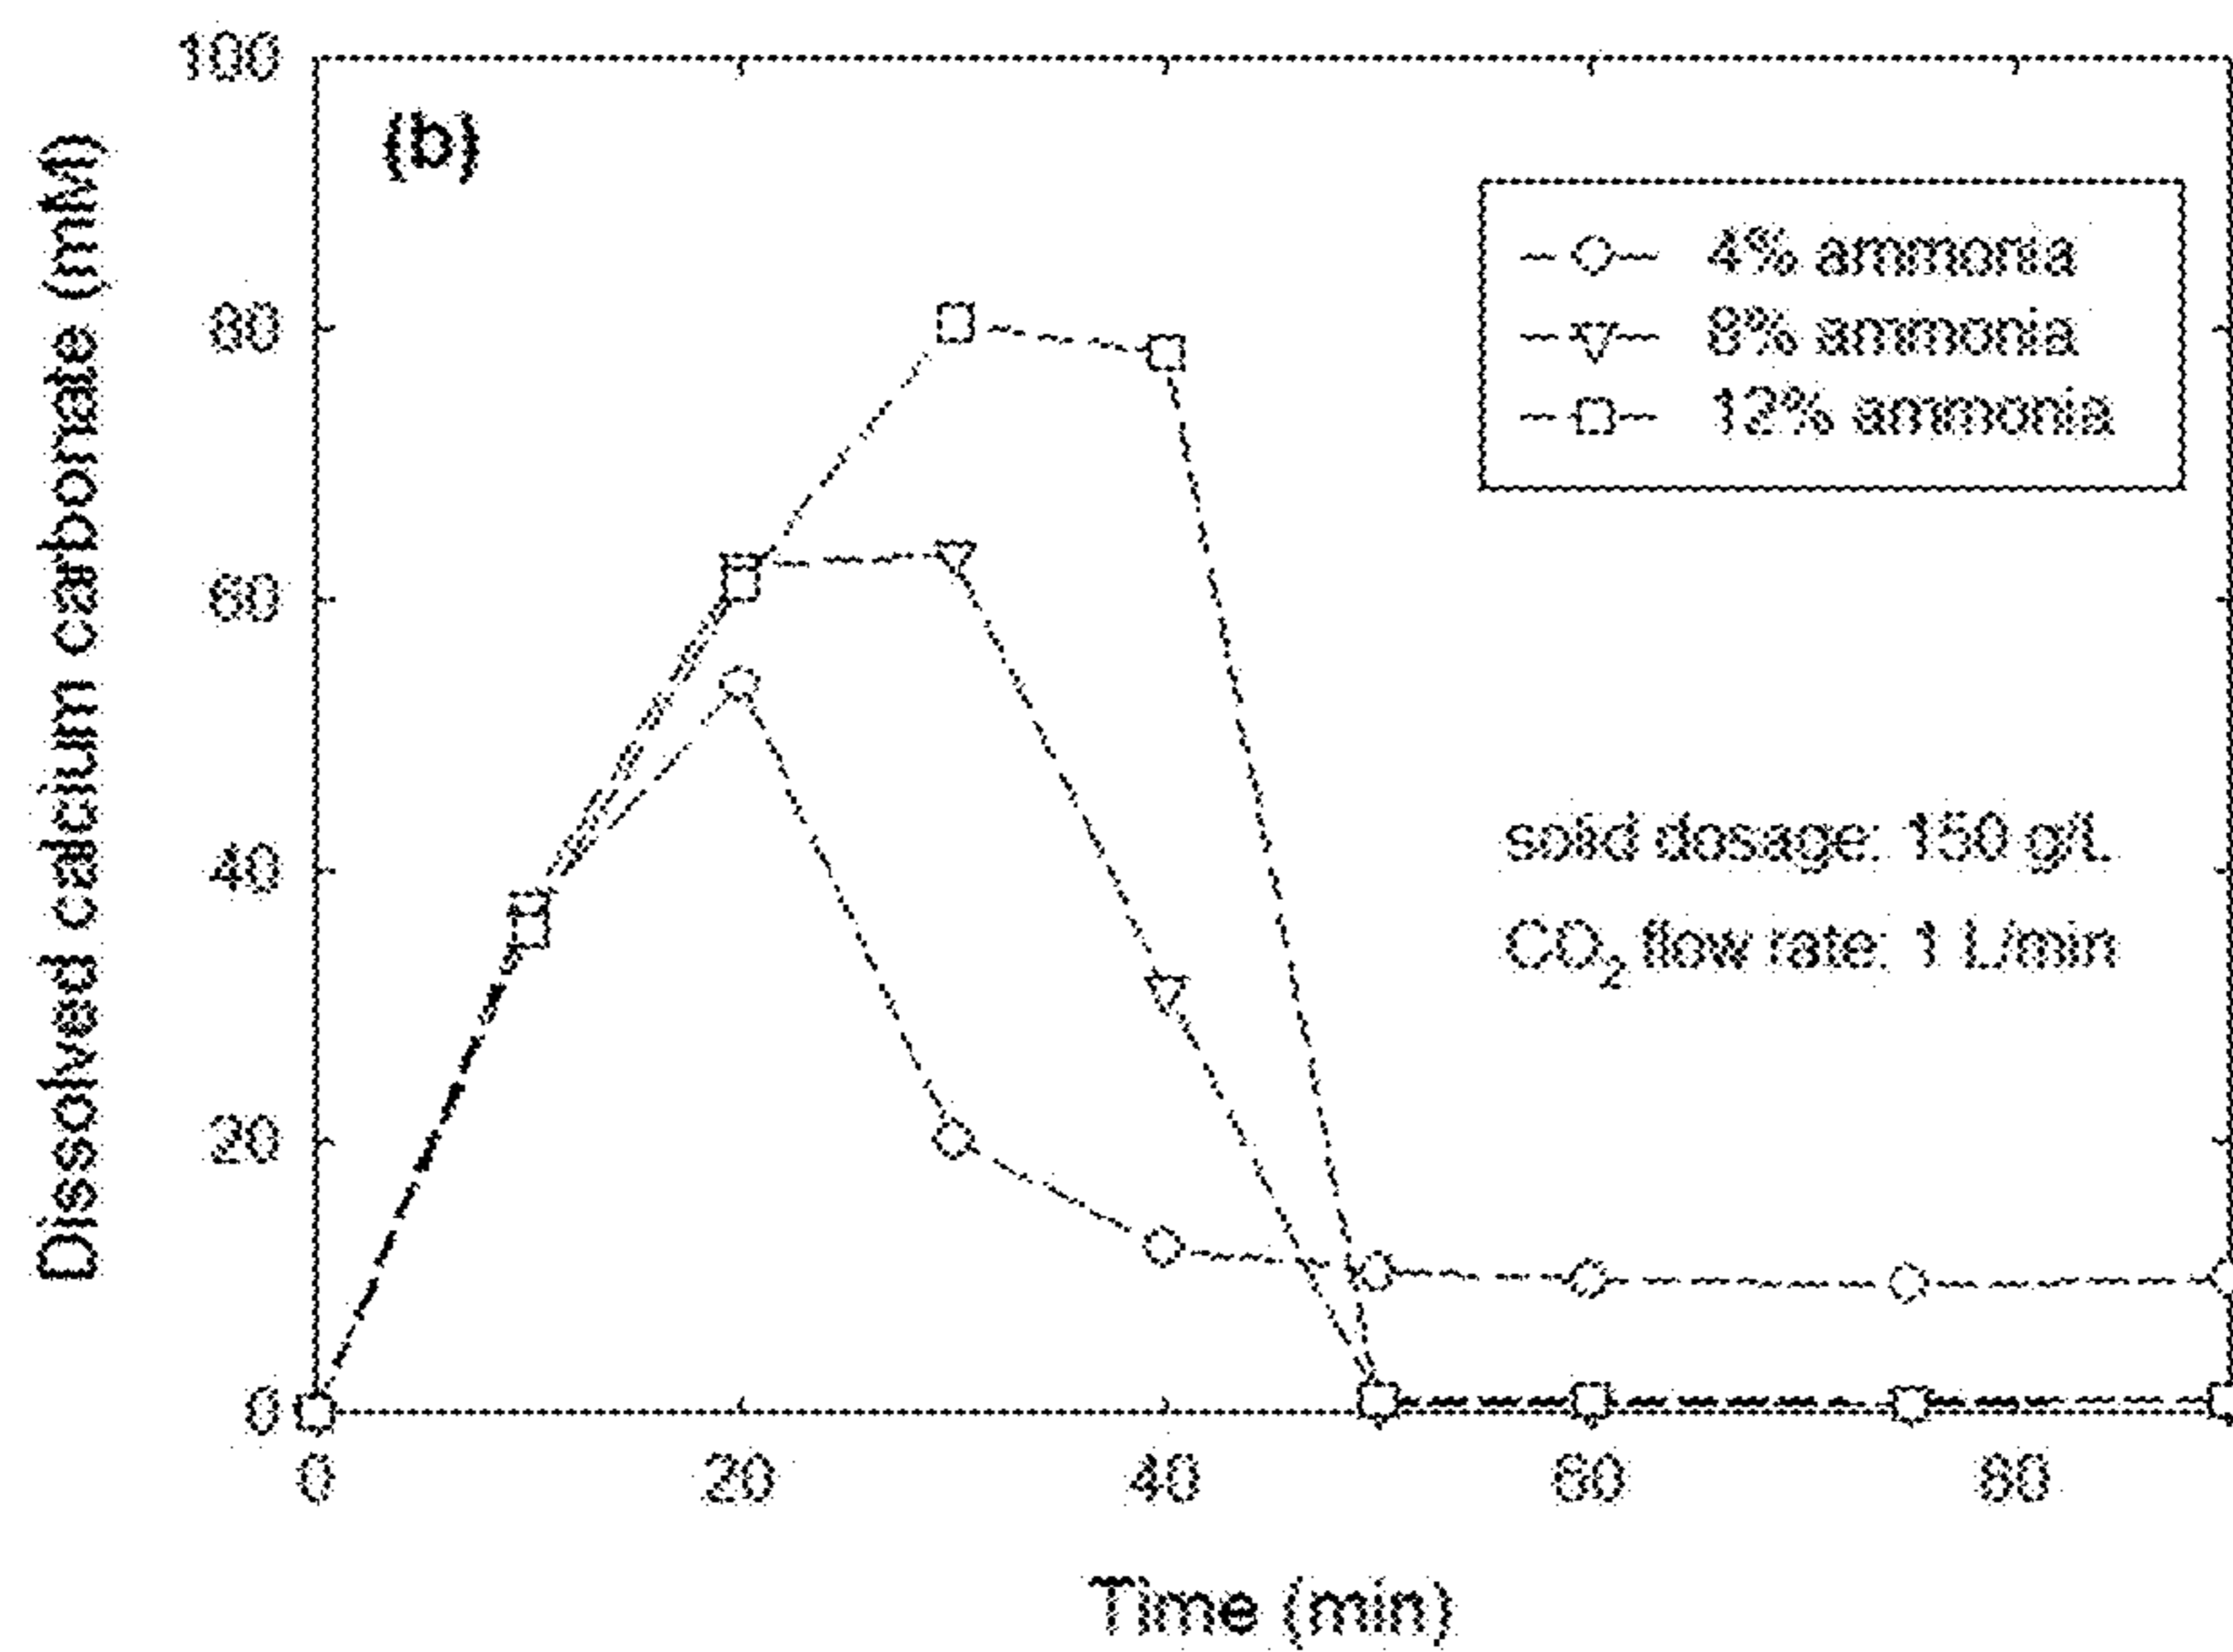 (b)
Dissolved calcium carbonate (mM)
100
80
60
40
20
0
4% ammonia
8% ammonia
12% ammonia
solid dosage: 150 g/L
CO₂ flow rate: 1 L/min
0 20 40 60 80
Time (min)